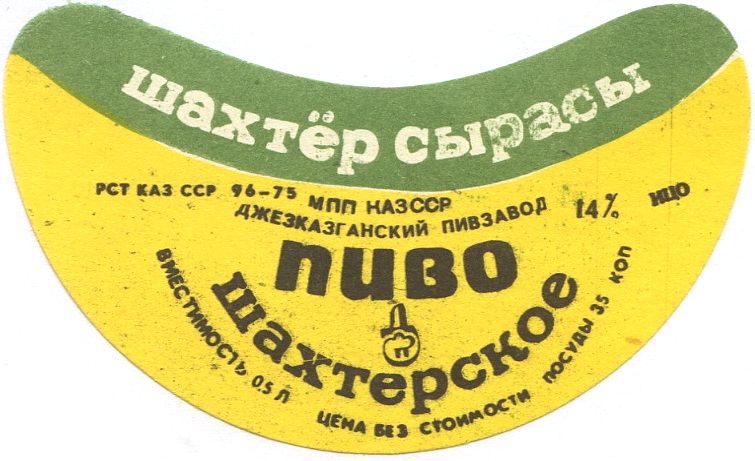 шахтёр сырасы
РСТ КАЗ ССР 96-75 МПП КАЗССР
ДЖЕЗКАЗГАНСКИЙ ПИВЗАВОД 14% ицо
пиво
шахтерское
ВМЕСТИМОСТЬ 0.5 Л ЦЕНА БЕЗ СТОИМОСТИ ПОСУДЫ 35 КОП